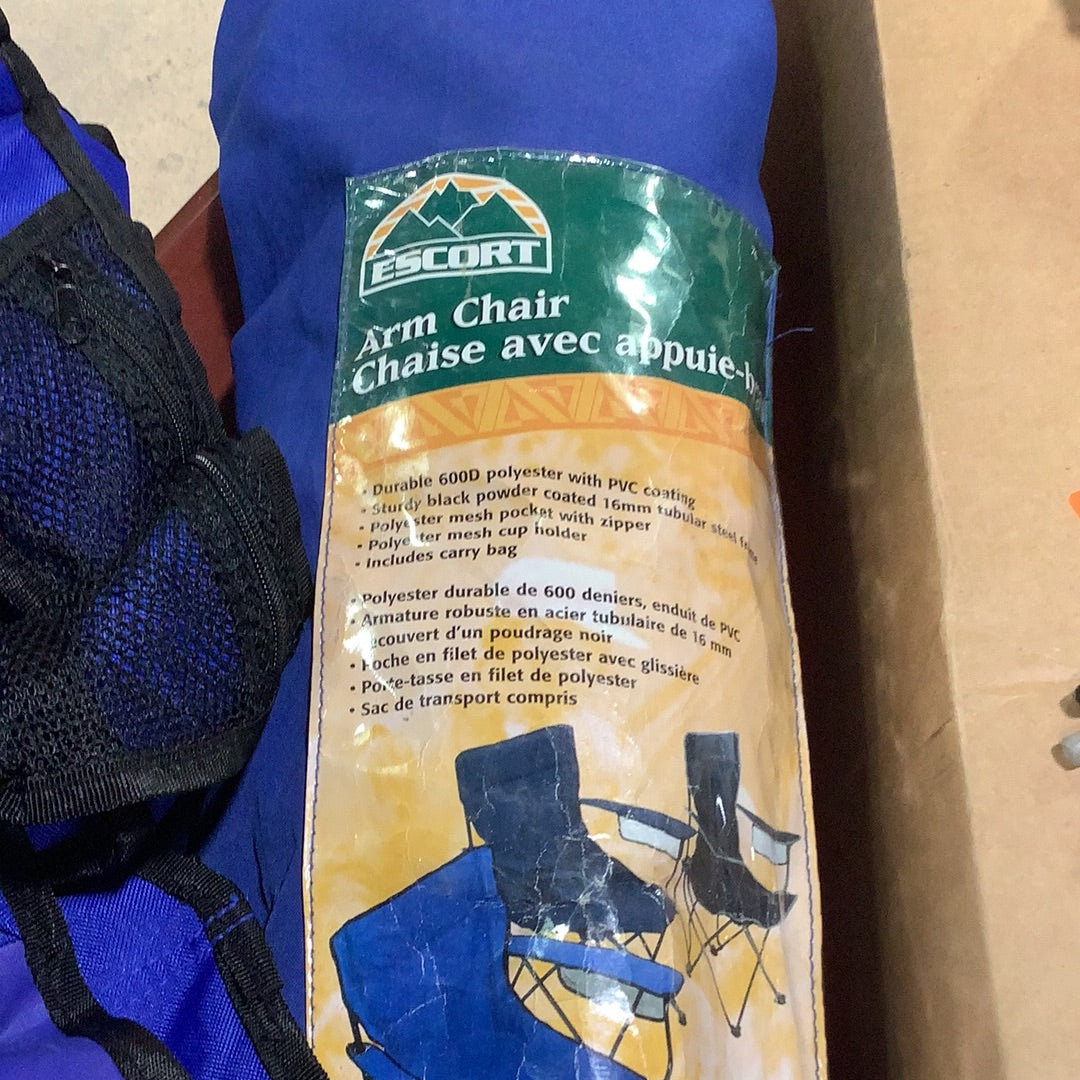 ESCORT
Arm Chair
Chaise avec appuie-
• Durable 600D polyester with PVC coating
• Sturdy black powder coated 16mm tubular steel
• Polyester mesh pocket with zipper
• Polyester mesh cup holder
• Includes carry bag
• Polyester durable de 600 deniers, enduit de PVC
• Armature robuste en acier tubulaire de 16 mm
recouvert d'un poudrage noir
• Poche en filet de polyester avec glissière
• Porte-tasse en filet de polyester
• Sac de transport compris